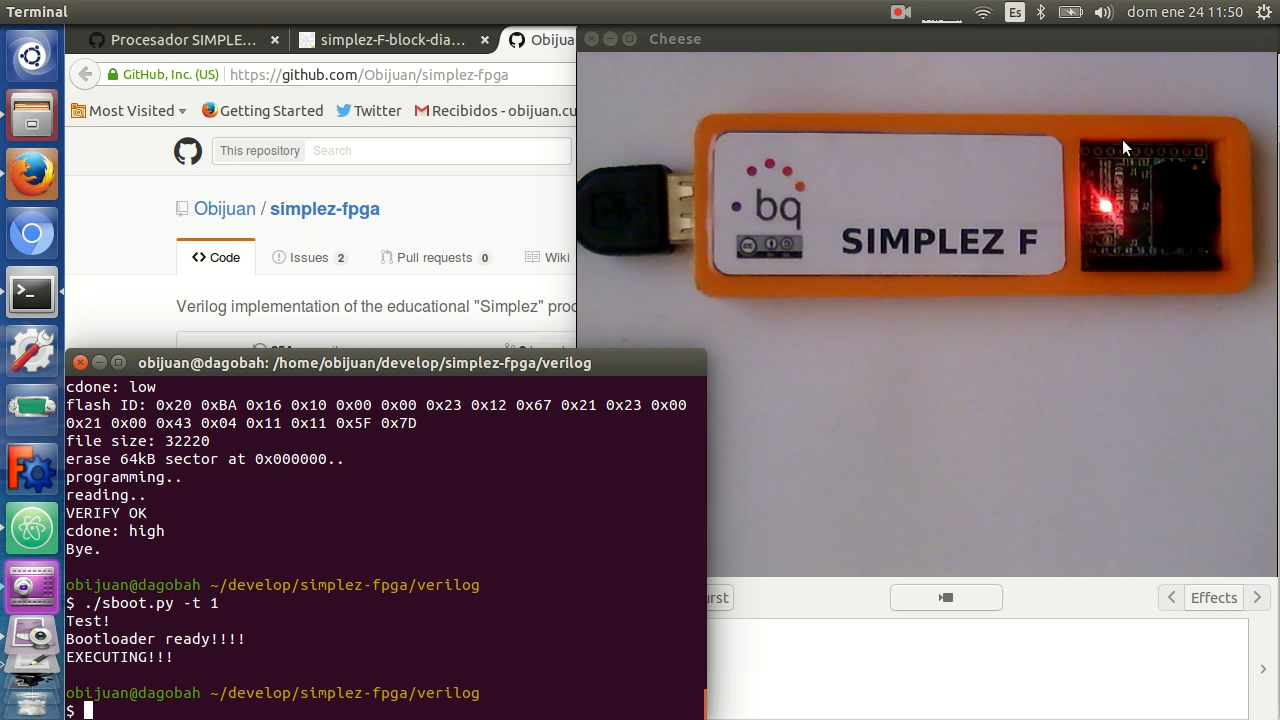 Terminal
Es
dom ene 24 11:50
Procesador SIMPLE...
simplez-F-block-dia...
Obijua
Cheese
GitHub, Inc. (US)
https://github.com/Obijuan/simplez-fpga
Most Visited
Getting Started
Twitter
Recibidos - obijuan.cu
This repository
Search
Obijuan / simplez-fpga
Code
Issues 2
Pull requests 0
Wiki
Verilog implementation of the educational "Simplez" proc
bq
SIMPLEZ F
obijuan@dagobah: /home/obijuan/develop/simplez-fpga/verilog
cdone: low
flash ID: 0x20 0xBA 0x16 0x10 0x00 0x00 0x23 0x12 0x67 0x21 0x23 0x00
0x21 0x00 0x43 0x04 0x11 0x11 0x5F 0x7D
file size: 32220
erase 64kB sector at 0x000000..
programming..
reading..
VERIFY OK
cdone: high
Bye.
obijuan@dagobah ~/develop/simplez-fpga/verilog
$ ./sboot.py -t 1
Test!
Bootloader ready!!!!
EXECUTING!!!
obijuan@dagobah ~/develop/simplez-fpga/verilog
$
urst
Effects